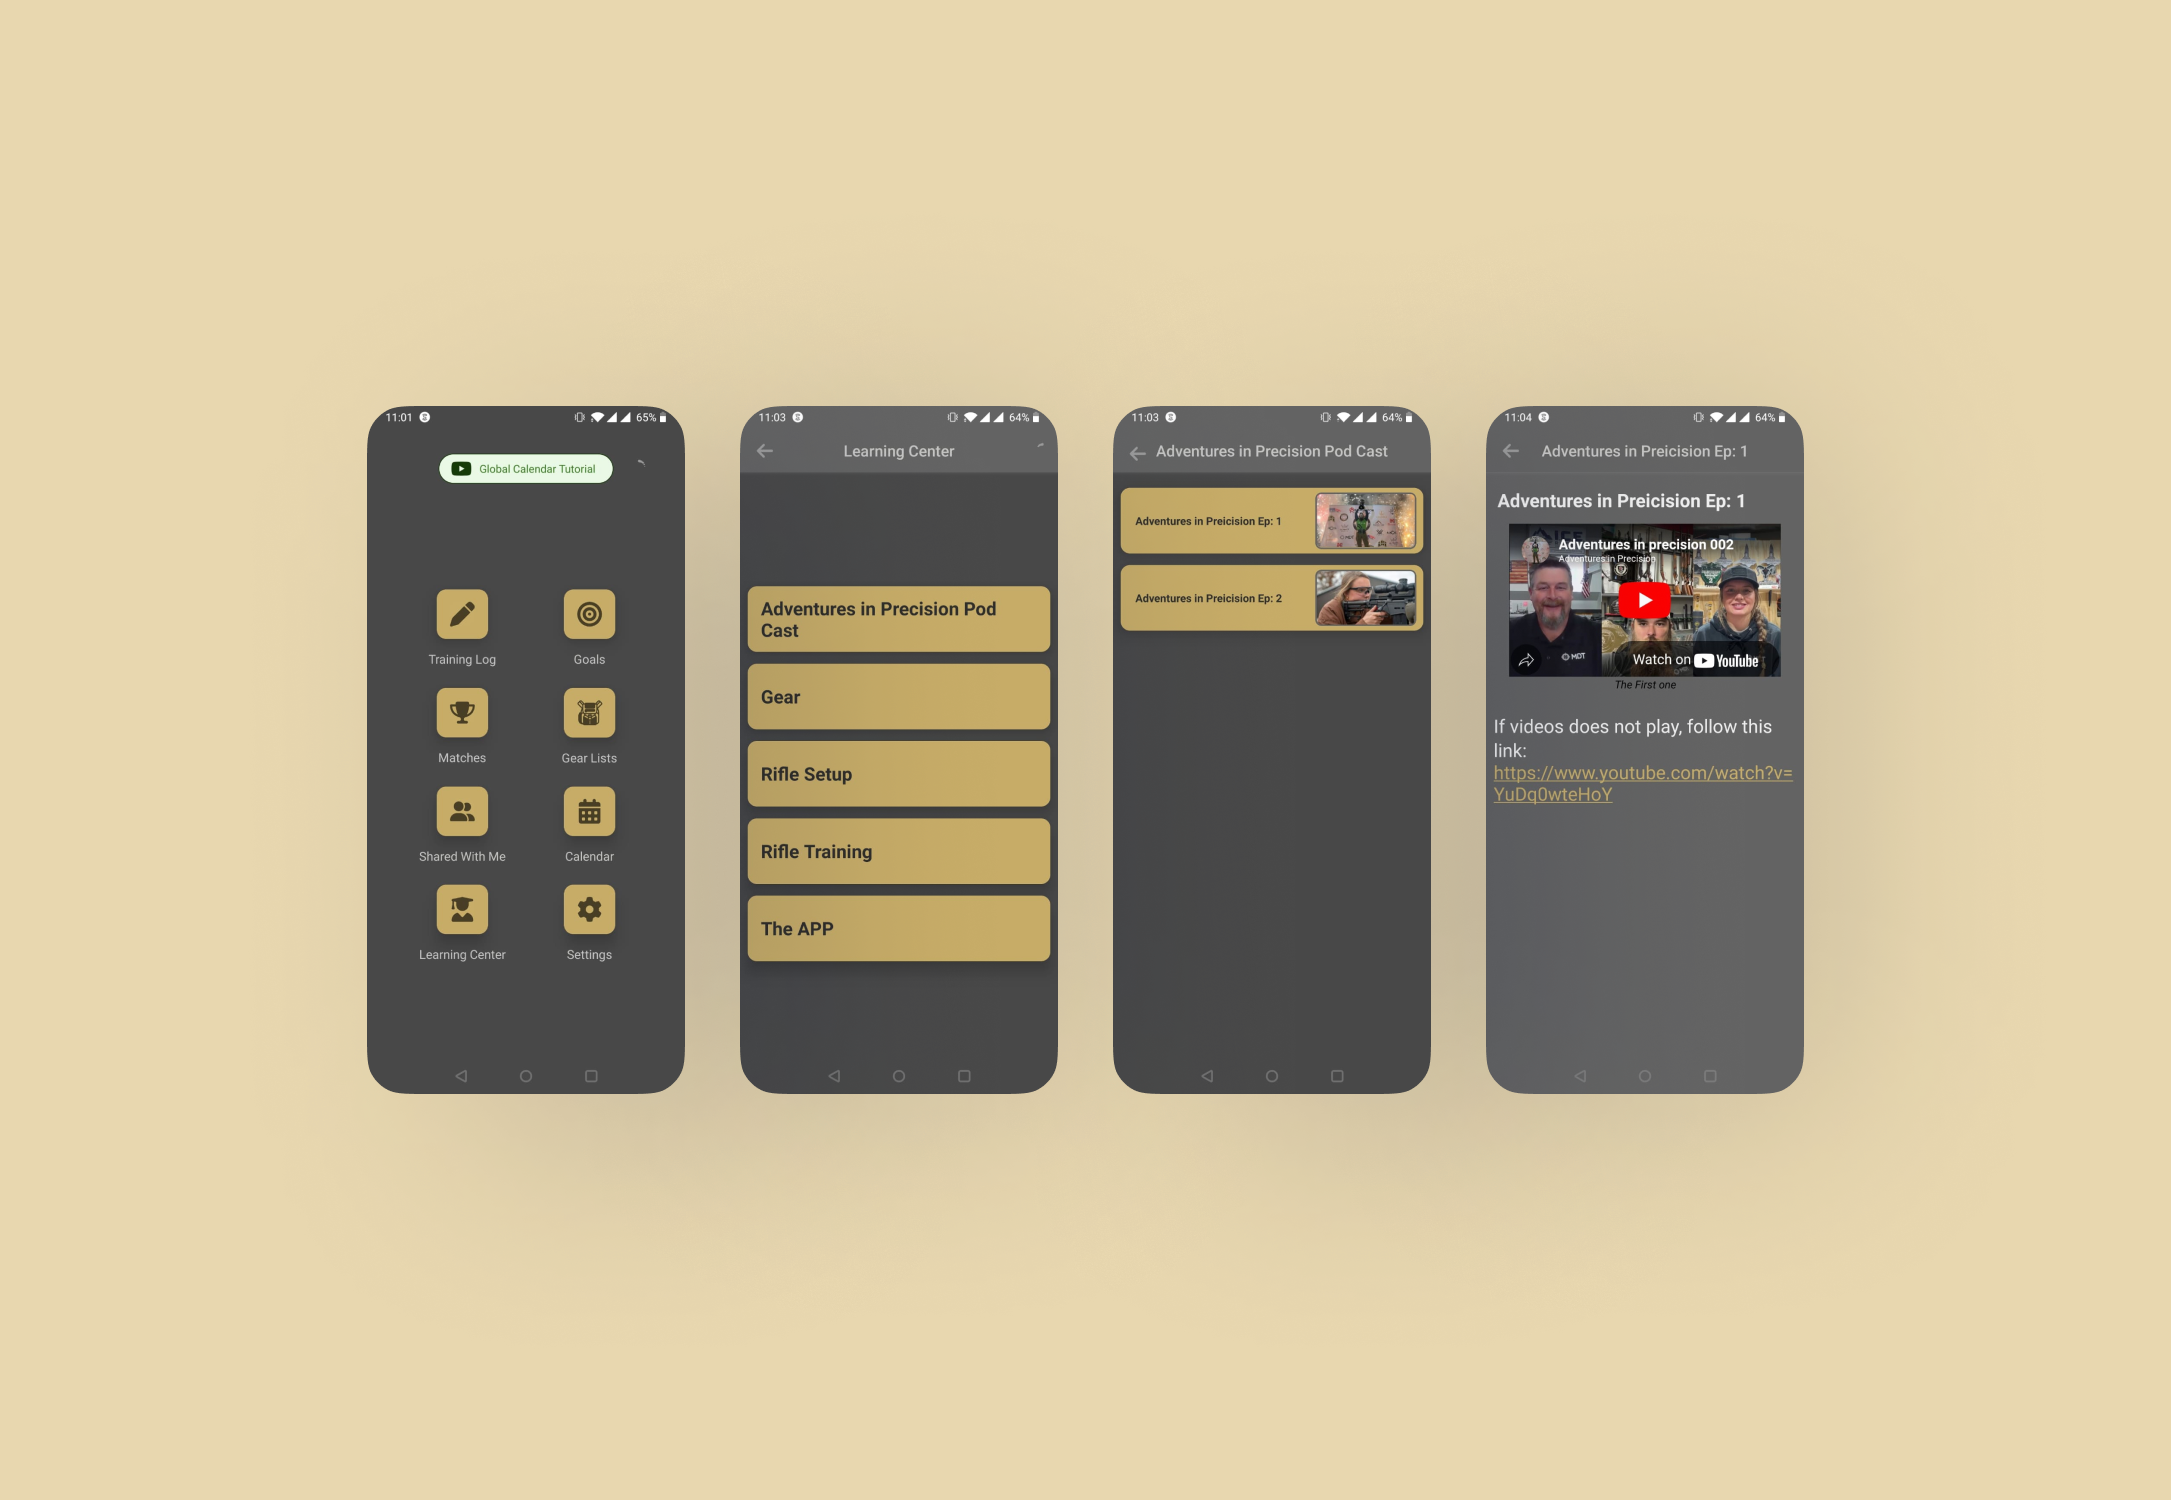 11:01
65%
Global Calendar Tutorial
Training Log
Goals
Matches
Gear Lists
Shared With Me
Calendar
Learning Center
Settings
11:03
64%
Learning Center
Adventures in Precision Pod
Cast
Gear
Rifle Setup
Rifle Training
The APP
11:03
64%
Adventures in Precision Pod Cast
Adventures in Preicision Ep: 1
Adventures in Preicision Ep: 2
11:04
64%
Adventures in Preicision Ep: 1
Adventures in Preicision Ep: 1
Adventures in precision 002
Adventures in Precision
MDT
Watch on YouTube
The First one
If videos does not play, follow this
link:
https://www.youtube.com/watch?v=
YuDq0wteHoY